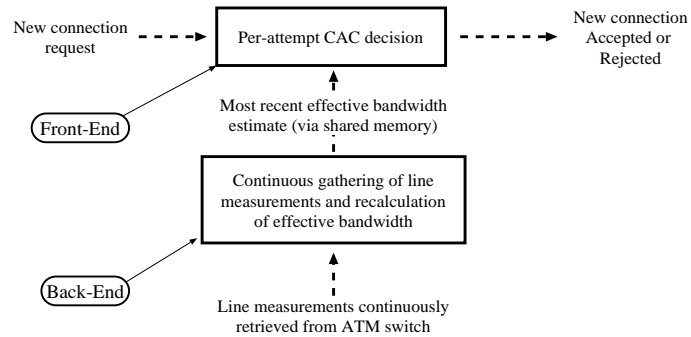 New connection
request
Per-attempt CAC decision
New connection
Accepted or
Rejected
Most recent effective bandwidth
estimate (via shared memory)
Front-End
Continuous gathering of line
measurements and recalculation
of effective bandwidth
Back-End
Line measurements continuously
retrieved from ATM switch